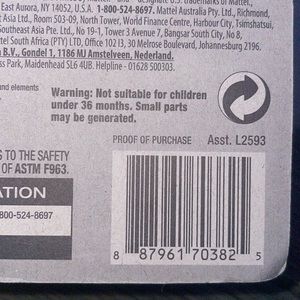 East Aurora, NY 14052, U.S.A. 1-800-524-8697. Mattel Australia Pty. Ltd., Richmond,
Asia Ltd., Room 503-09, North Tower, World Finance Centre, Harbour City, Tsimshatsui,
Southeast Asia Pte. Ltd., No 19-1, Tower 3 Avenue 7, Bangsar South City, No 8,
Mattel South Africa (PTY) LTD, Office 102 I3, 30 Melrose Boulevard, Johannesburg 2196.
B.V., Gondel 1, 1186 MJ Amstelveen, Nederland.
ss Park, Maidenhead SL6 4UB. Helpline - 01628 500303.
and elements
Warning: Not suitable for children
under 36 months. Small parts
may be generated.
PROOF OF PURCHASE Asst. L2593
S TO THE SAFETY
OF ASTM F963.
ATION
800-524-8697
8 87961 70382 5